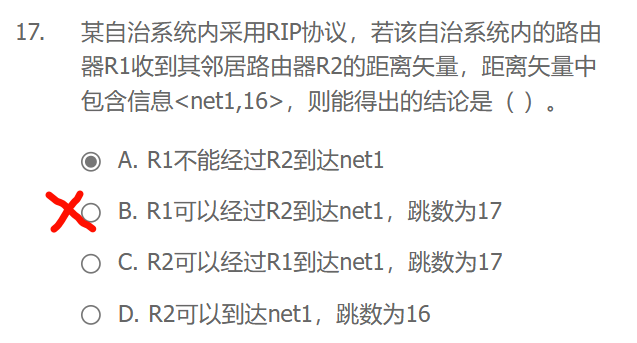 17. 某自治系统内采用RIP协议，若该自治系统内的路由
器R1收到其邻居路由器R2的距离矢量，距离矢量中
包含信息<net1,16>，则能得出的结论是（ ）。
A. R1不能经过R2到达net1
B. R1可以经过R2到达net1，跳数为17
C. R2可以经过R1到达net1，跳数为17
D. R2可以到达net1，跳数为16